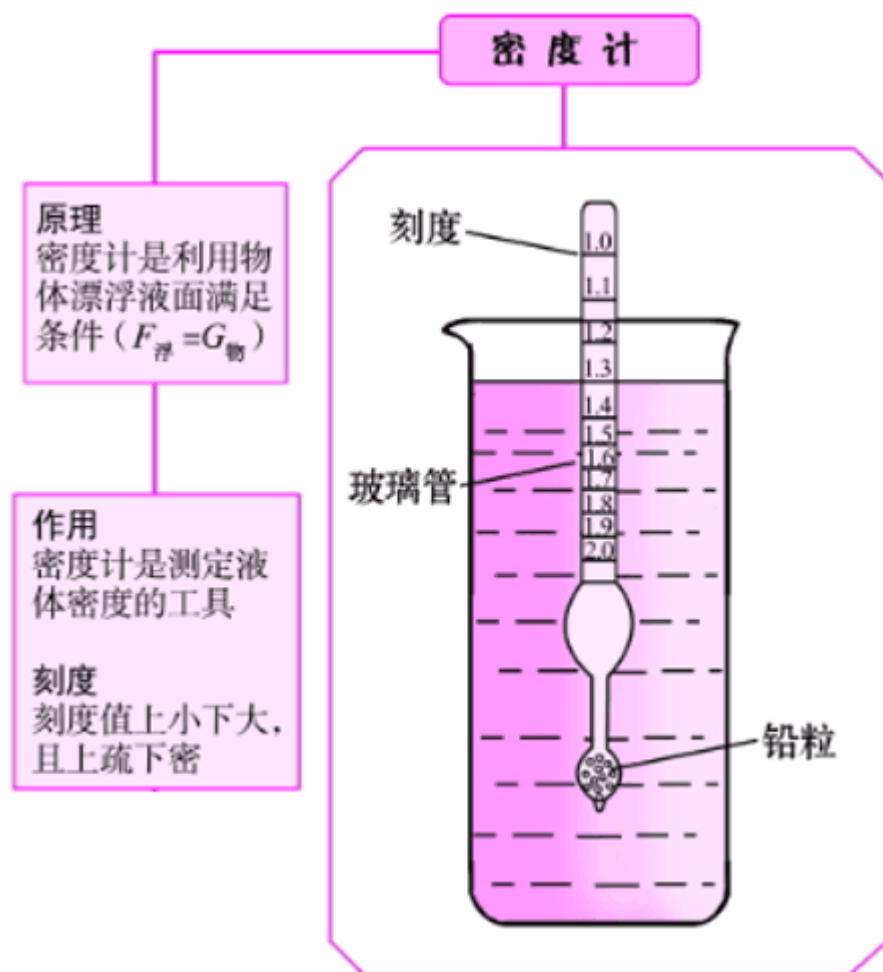 密度计
原理
密度计是利用物
体漂浮液面满足
条件（F浮=G物）
作用
密度计是测定液
体密度的工具
刻度
刻度值上小下大，
且上疏下密
刻度
1.0
1.1
1.2
1.3
1.4
1.5
1.6
玻璃管
1.7
1.8
1.9
2.0
铅粒